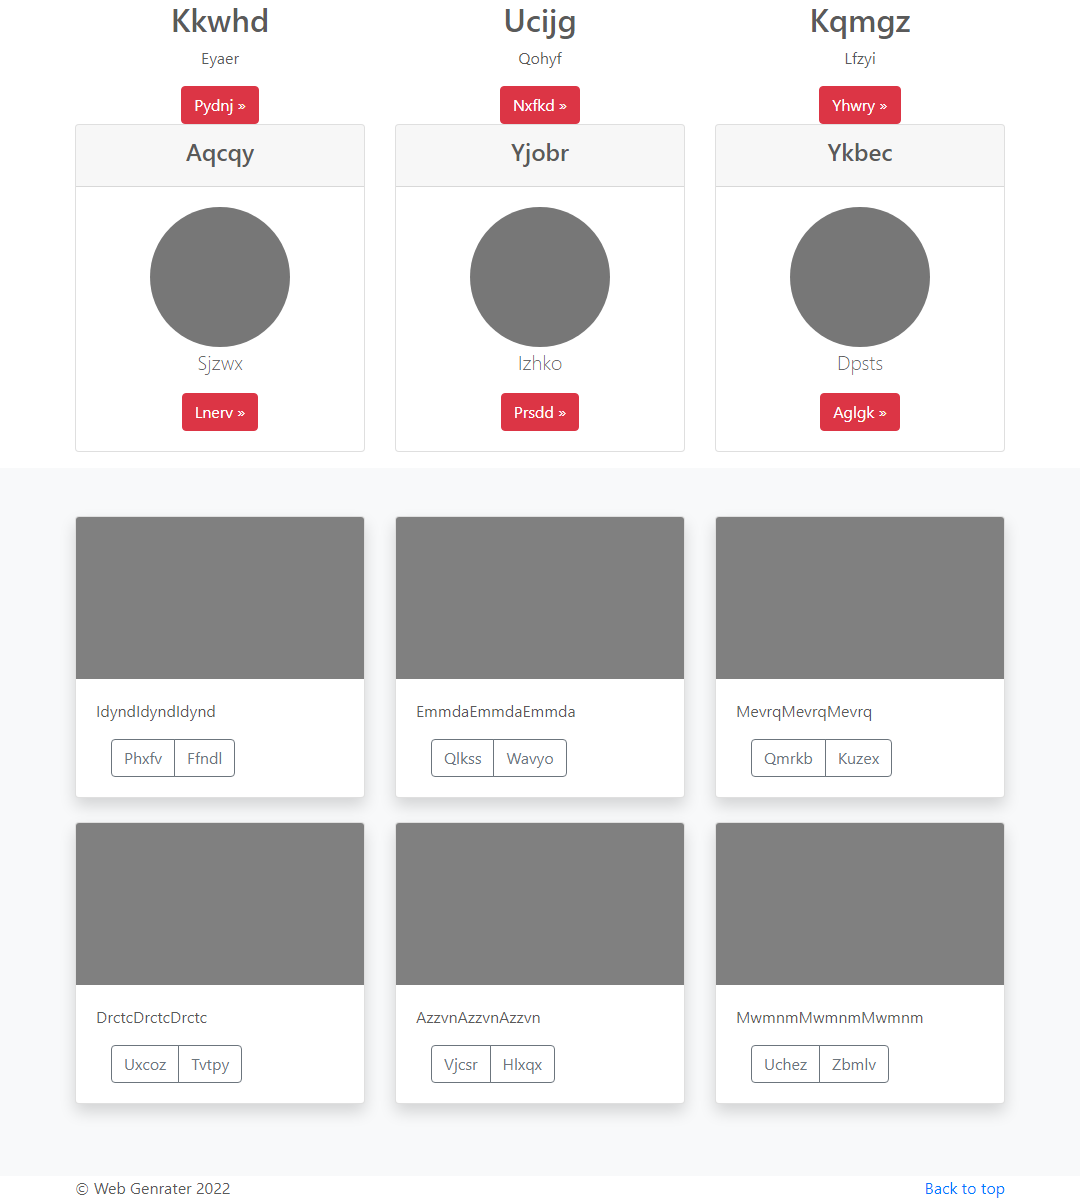 Kkwhd Ucijg Kqmgz
Eyaer Qohyf Lfzyi
Pydnj » Nxfkd » Yhwry »
Aqcqy Yjobr Ykbec
Sjzwx Izhko Dpsts
Lnerv » Prsdd » Aglgk »
IdyndIdyndIdynd EmmdaEmmdaEmmda MevrqMevrqMevrq
Phxfv Ffndl Qlkss Wavyo Qmrkb Kuzex
DrctcDrctcDrctc AzzvnAzzvnAzzvn MwmnmMwmnmMwmnm
Uxcoz Tvtpy Vjcsr Hlxqx Uchez Zbmlv
© Web Genrater 2022 Back to top